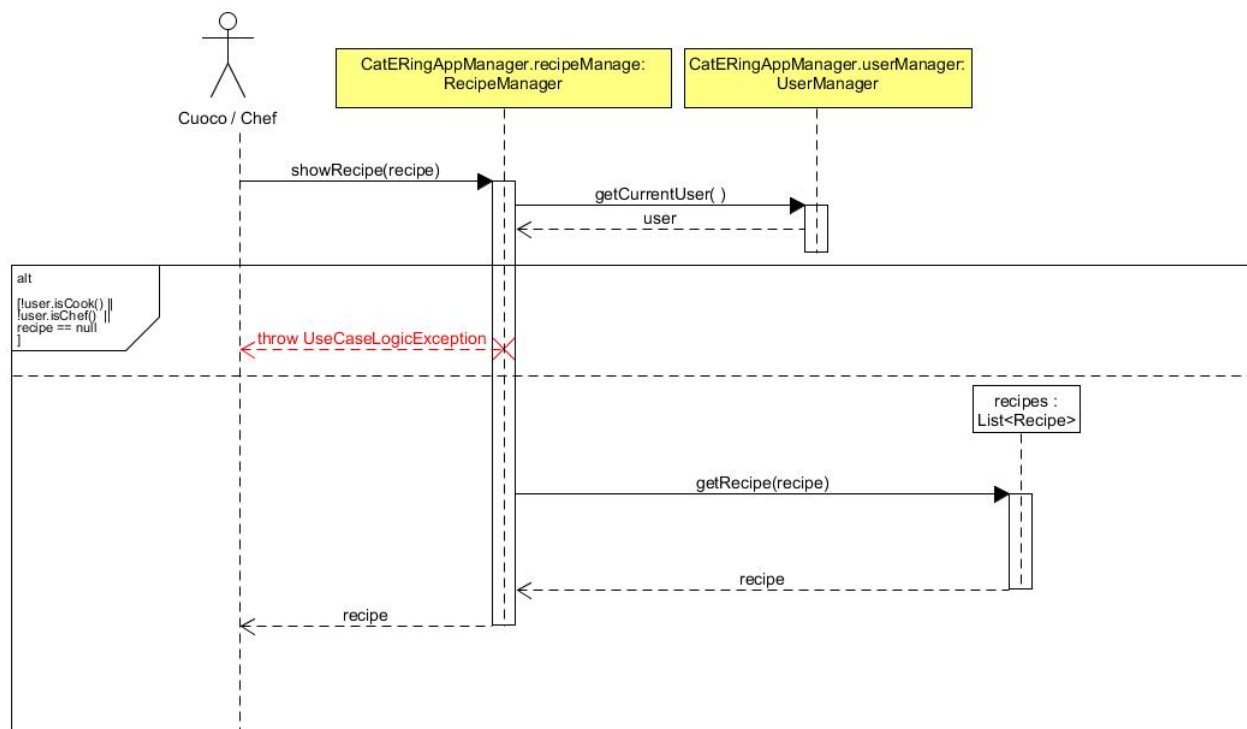 CatERingAppManager.recipeManage:
RecipeManager
CatERingAppManager.userManager:
UserManager
Cuoco / Chef
showRecipe(recipe)
getCurrentUser( )
user
alt
[!user.isCook() ||
!user.isChef() ||
recipe == null
]
throw UseCaseLogicException
recipes :
List<Recipe>
getRecipe(recipe)
recipe
recipe